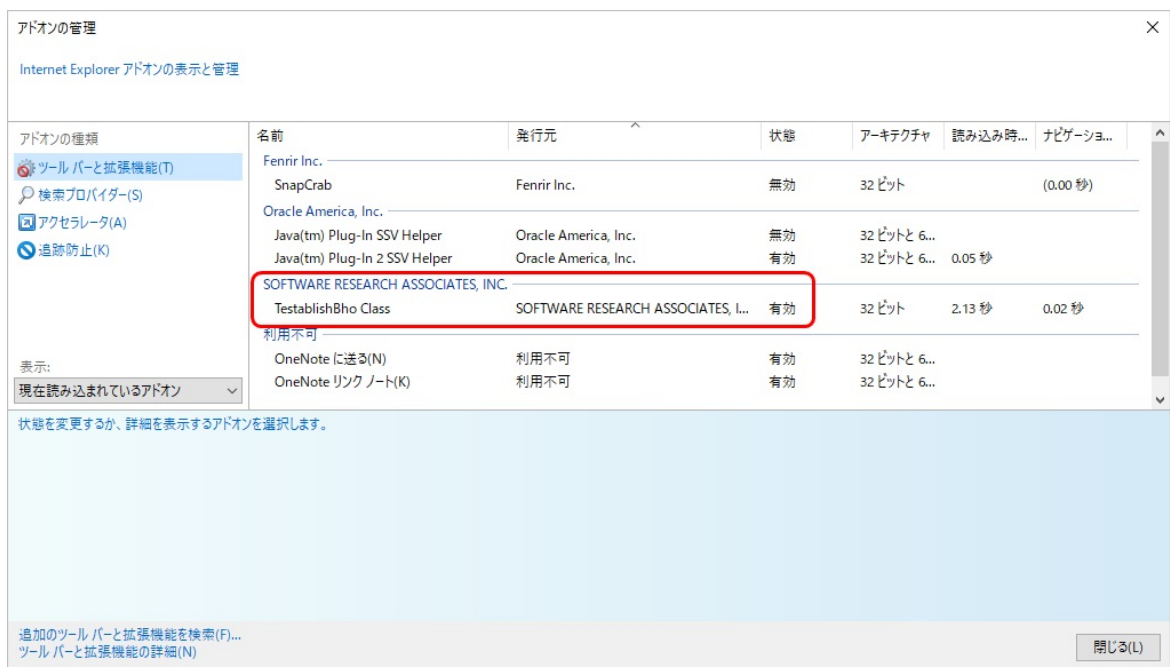 アドオンの管理
Internet Explorer アドオンの表示と管理
アドオンの種類
ツール バーと拡張機能(T)
検索プロバイダー(S)
アクセラレータ(A)
追跡防止(K)
表示:
現在読み込まれているアドオン
名前 発行元 状態 アーキテクチャ 読み込み時... ナビゲーショ...
Fenrir Inc.
SnapCrab Fenrir Inc. 無効 32 ビット (0.00 秒)
Oracle America, Inc.
Java(tm) Plug-In SSV Helper Oracle America, Inc. 無効 32 ビットと 6...
Java(tm) Plug-In 2 SSV Helper Oracle America, Inc. 有効 32 ビットと 6... 0.05 秒
SOFTWARE RESEARCH ASSOCIATES, INC.
TestablishBho Class SOFTWARE RESEARCH ASSOCIATES, I... 有効 32 ビット 2.13 秒 0.02 秒
利用不可
OneNote に送る(N) 利用不可 有効 32 ビットと 6...
OneNote リンク ノート(K) 利用不可 有効 32 ビットと 6...
状態を変更するか、詳細を表示するアドオンを選択します。
追加のツール バーと拡張機能を検索(F)...
ツール バーと拡張機能の詳細(N)
閉じる(L)